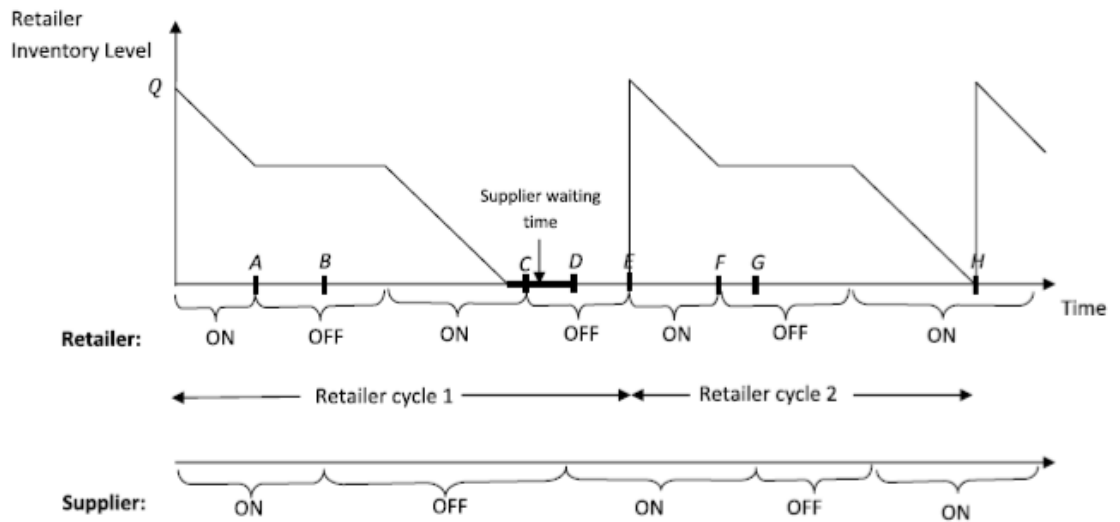 Retailer
Inventory Level
Q
Supplier waiting
time
A B C D E F G H
Time
Retailer: ON OFF ON OFF ON OFF ON
Retailer cycle 1 Retailer cycle 2
Supplier: ON OFF ON OFF ON